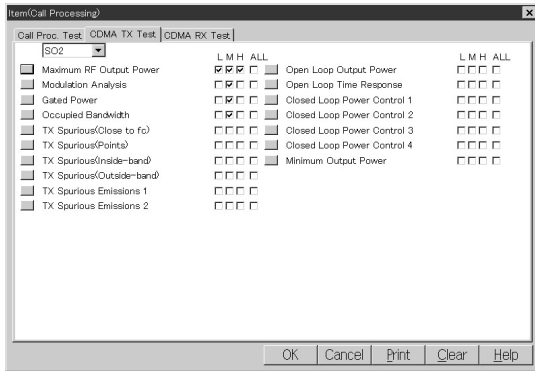 Item(Call Processing)
Call Proc. Test CDMA TX Test CDMA RX Test
SO2
L M H ALL
Maximum RF Output Power
Modulation Analysis
Gated Power
Occupied Bandwidth
TX Spurious(Close to fc)
TX Spurious(Points)
TX Spurious(Inside-band)
TX Spurious(Outside-band)
TX Spurious Emissions 1
TX Spurious Emissions 2
L M H ALL
Open Loop Output Power
Open Loop Time Response
Closed Loop Power Control 1
Closed Loop Power Control 2
Closed Loop Power Control 3
Closed Loop Power Control 4
Minimum Output Power
OK Cancel Print Clear Help